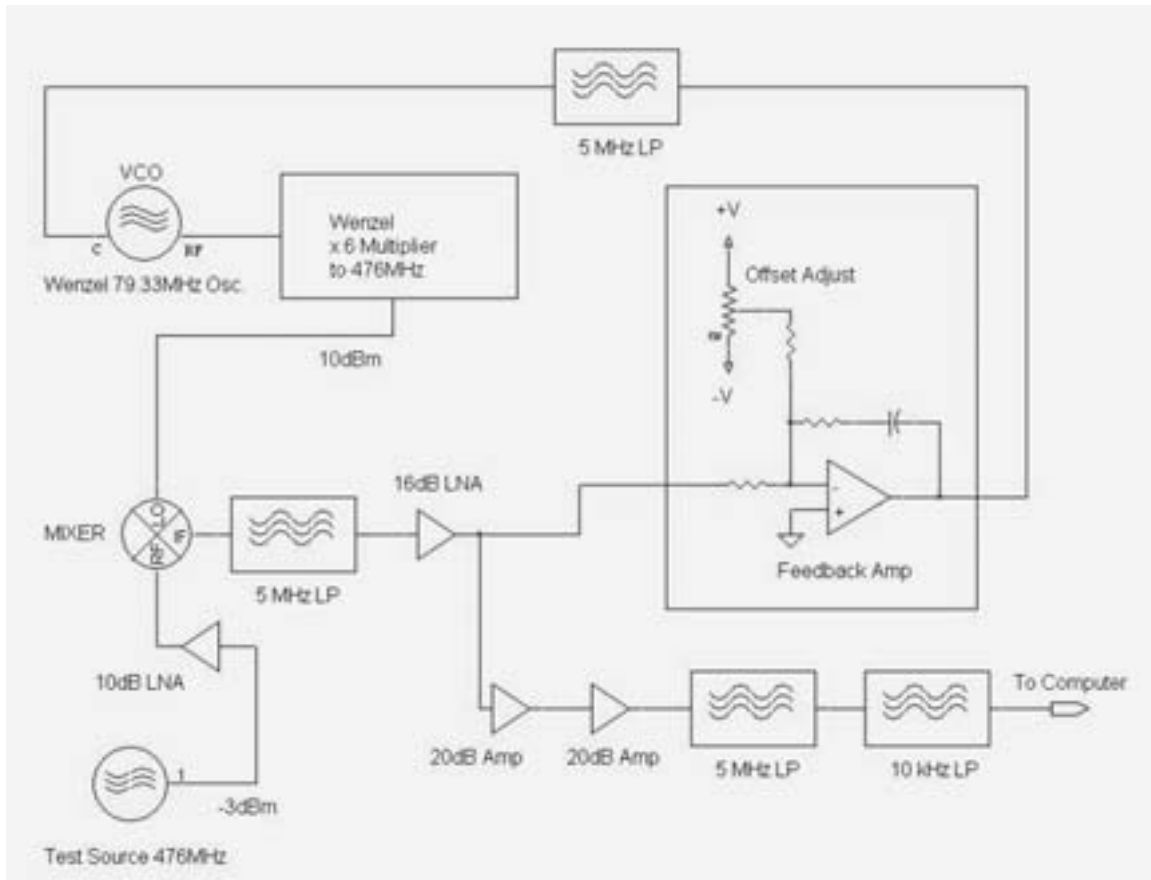 5 MHz LP
VCO
C
RF
Wenzel 79.33MHz Osc.
Wenzel
x 6 Multiplier
to 476MHz
10dBm
+V
Offset Adjust
-V
16dB LNA
MIXER
LO
IF
RF
5 MHz LP
-
+
Feedback Amp
10dB LNA
20dB Amp
20dB Amp
5 MHz LP
10 kHz LP
To Computer
1
-3dBm
Test Source 476MHz